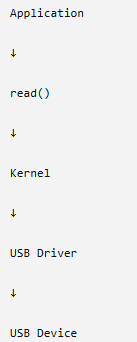 Application
↓
read()
↓
Kernel
↓
USB Driver
↓
USB Device